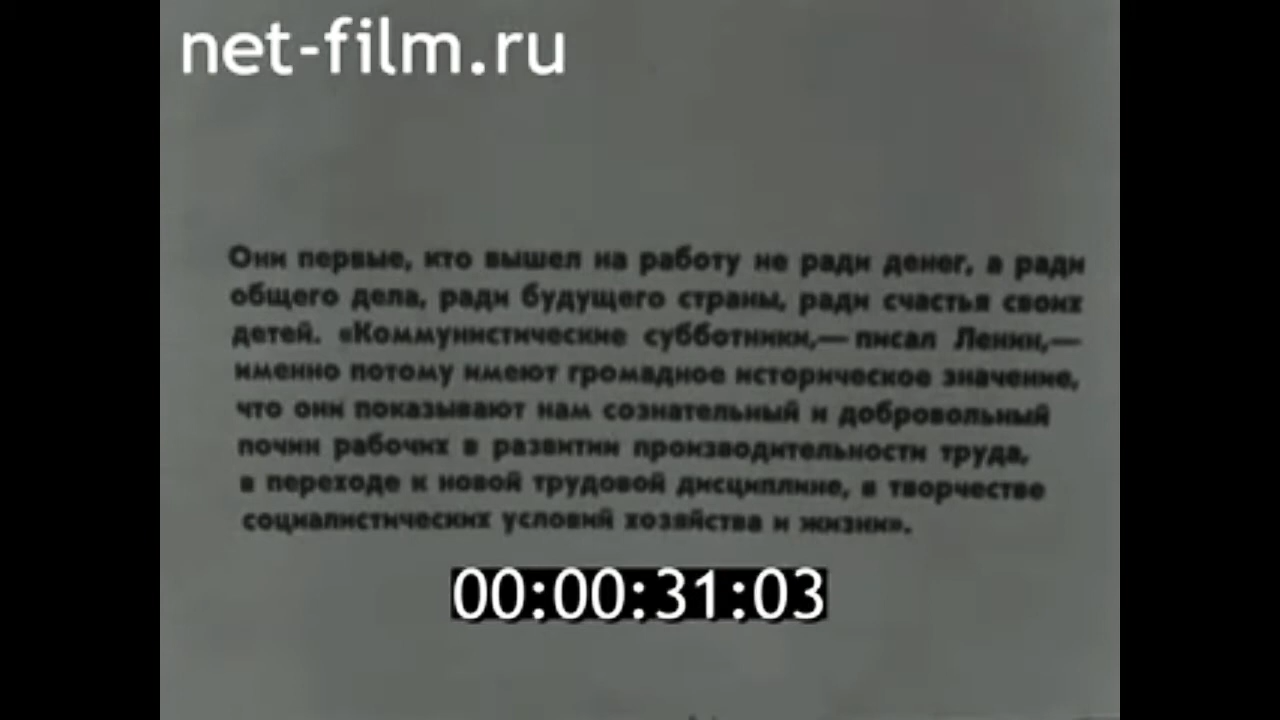 net-film.ru
Они первые, кто вышел на работу не ради денег, а ради
общего дела, ради будущего страны, ради счастья своих
детей. «Коммунистические субботники,— писал Ленин,—
именно потому имеют громадное историческое значение,
что они показывают нам сознательный и добровольный
почин рабочих в развитии производительности труда,
в переходе к новой трудовой дисциплине, в творчестве
социалистических условий хозяйства и жизни».
00:00:31:03